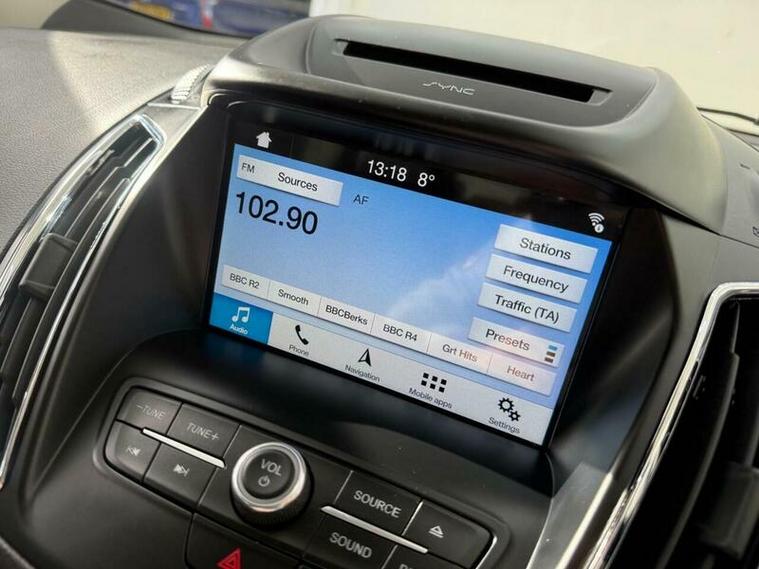 SYNC
13:18 8°
FM Sources
AF
102.90
Stations
Frequency
Traffic (TA)
Presets
BBC R2
Smooth
BBCBerks
BBC R4
Grt Hits
Heart
Audio
Phone
Navigation
Mobile apps
Settings
-TUNE
TUNE+
VOL
SOURCE
SOUND